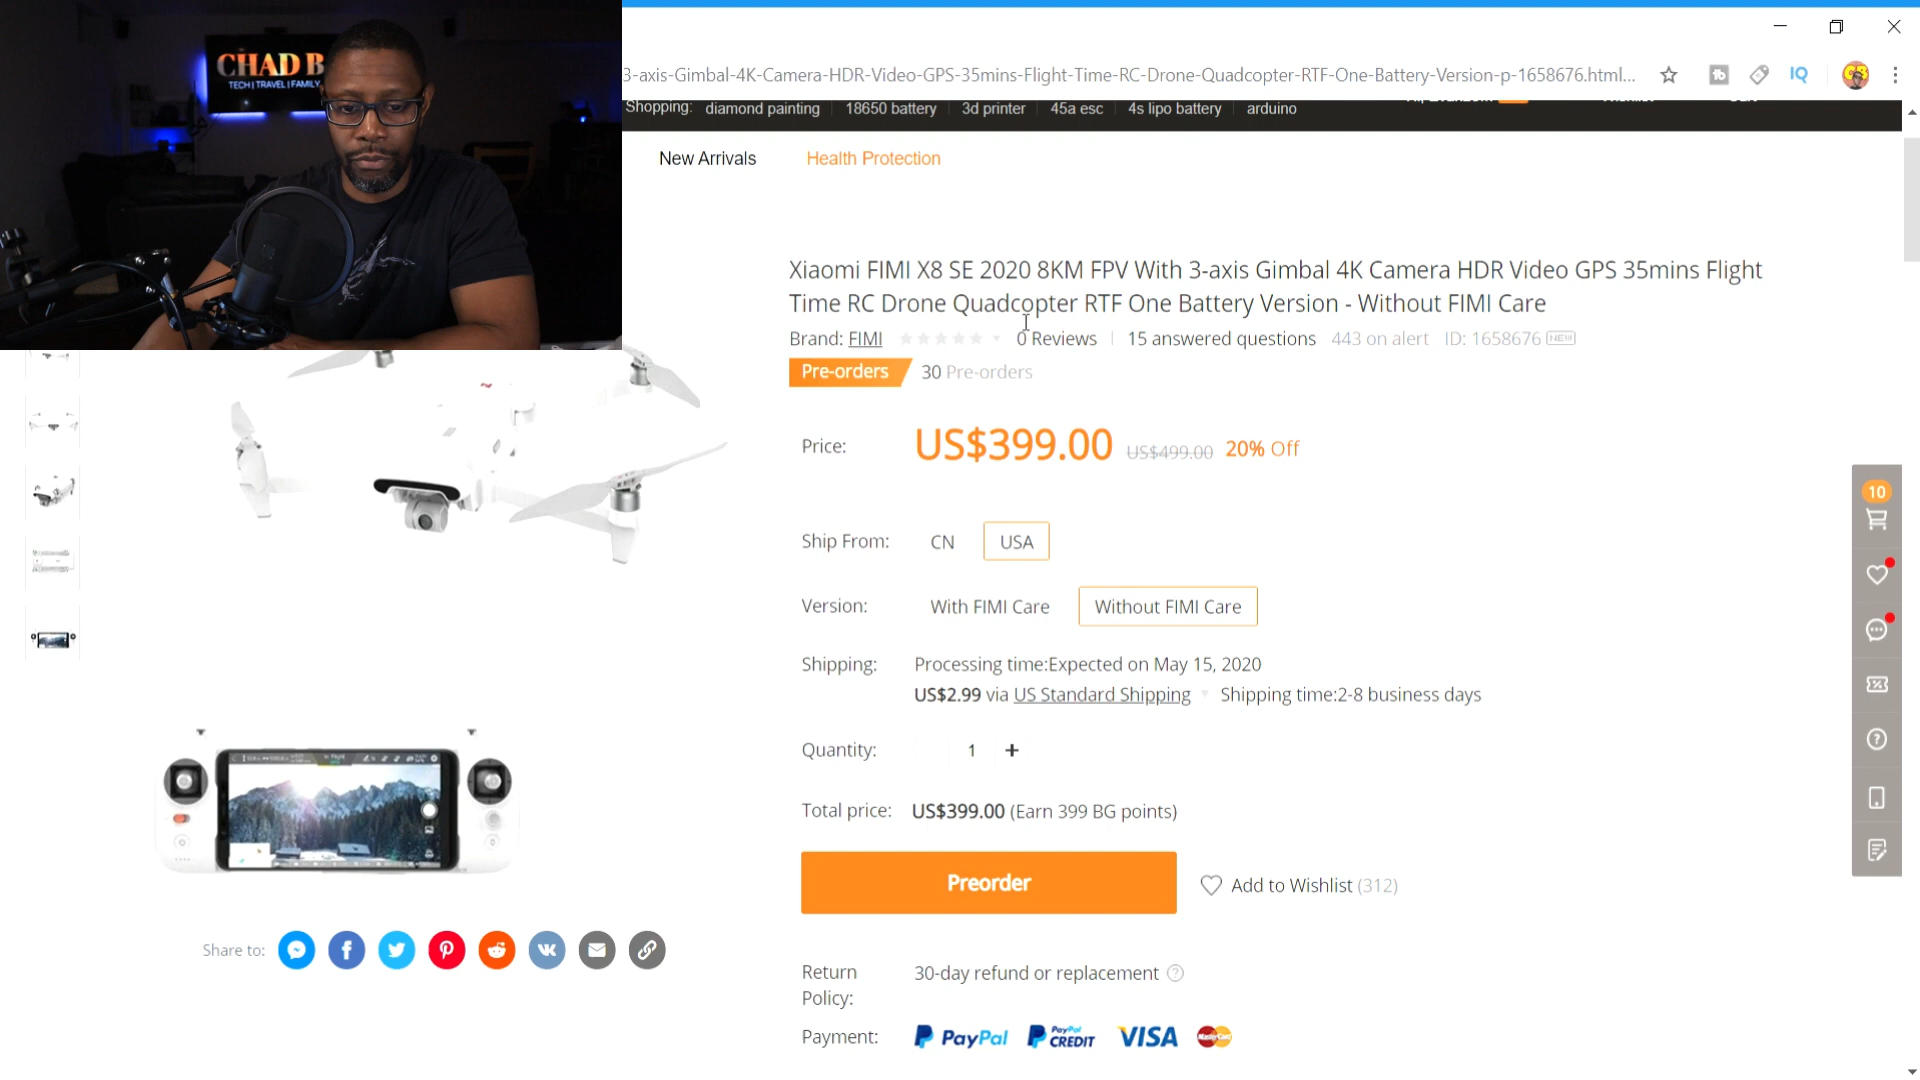 CHAD B
TECH | TRAVEL | FAMILY
3-axis-Gimbal-4K-Camera-HDR-Video-GPS-35mins-Flight-Time-RC-Drone-Quadcopter-RTF-One-Battery-Version-p-1658676.html...
IQ
Shopping: diamond painting 18650 battery 3d printer 45a esc 4s lipo battery arduino
New Arrivals Health Protection
Xiaomi FIMI X8 SE 2020 8KM FPV With 3-axis Gimbal 4K Camera HDR Video GPS 35mins Flight
Time RC Drone Quadcopter RTF One Battery Version - Without FIMI Care
Brand: FIMI 0 Reviews 15 answered questions 443 on alert ID: 1658676 NEW
Pre-orders 30 Pre-orders
Price: US$399.00 US$499.00 20% Off
Ship From: CN USA
Version: With FIMI Care Without FIMI Care
Shipping: Processing time:Expected on May 15, 2020
US$2.99 via US Standard Shipping Shipping time:2-8 business days
Quantity: 1 +
Total price: US$399.00 (Earn 399 BG points)
Preorder Add to Wishlist (312)
Share to:
Return
Policy:
30-day refund or replacement
Payment: PayPal PayPal CREDIT VISA MasterCard
10